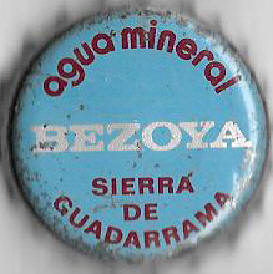 agua mineral
BEZOYA
SIERRA
DE
GUADARRAMA